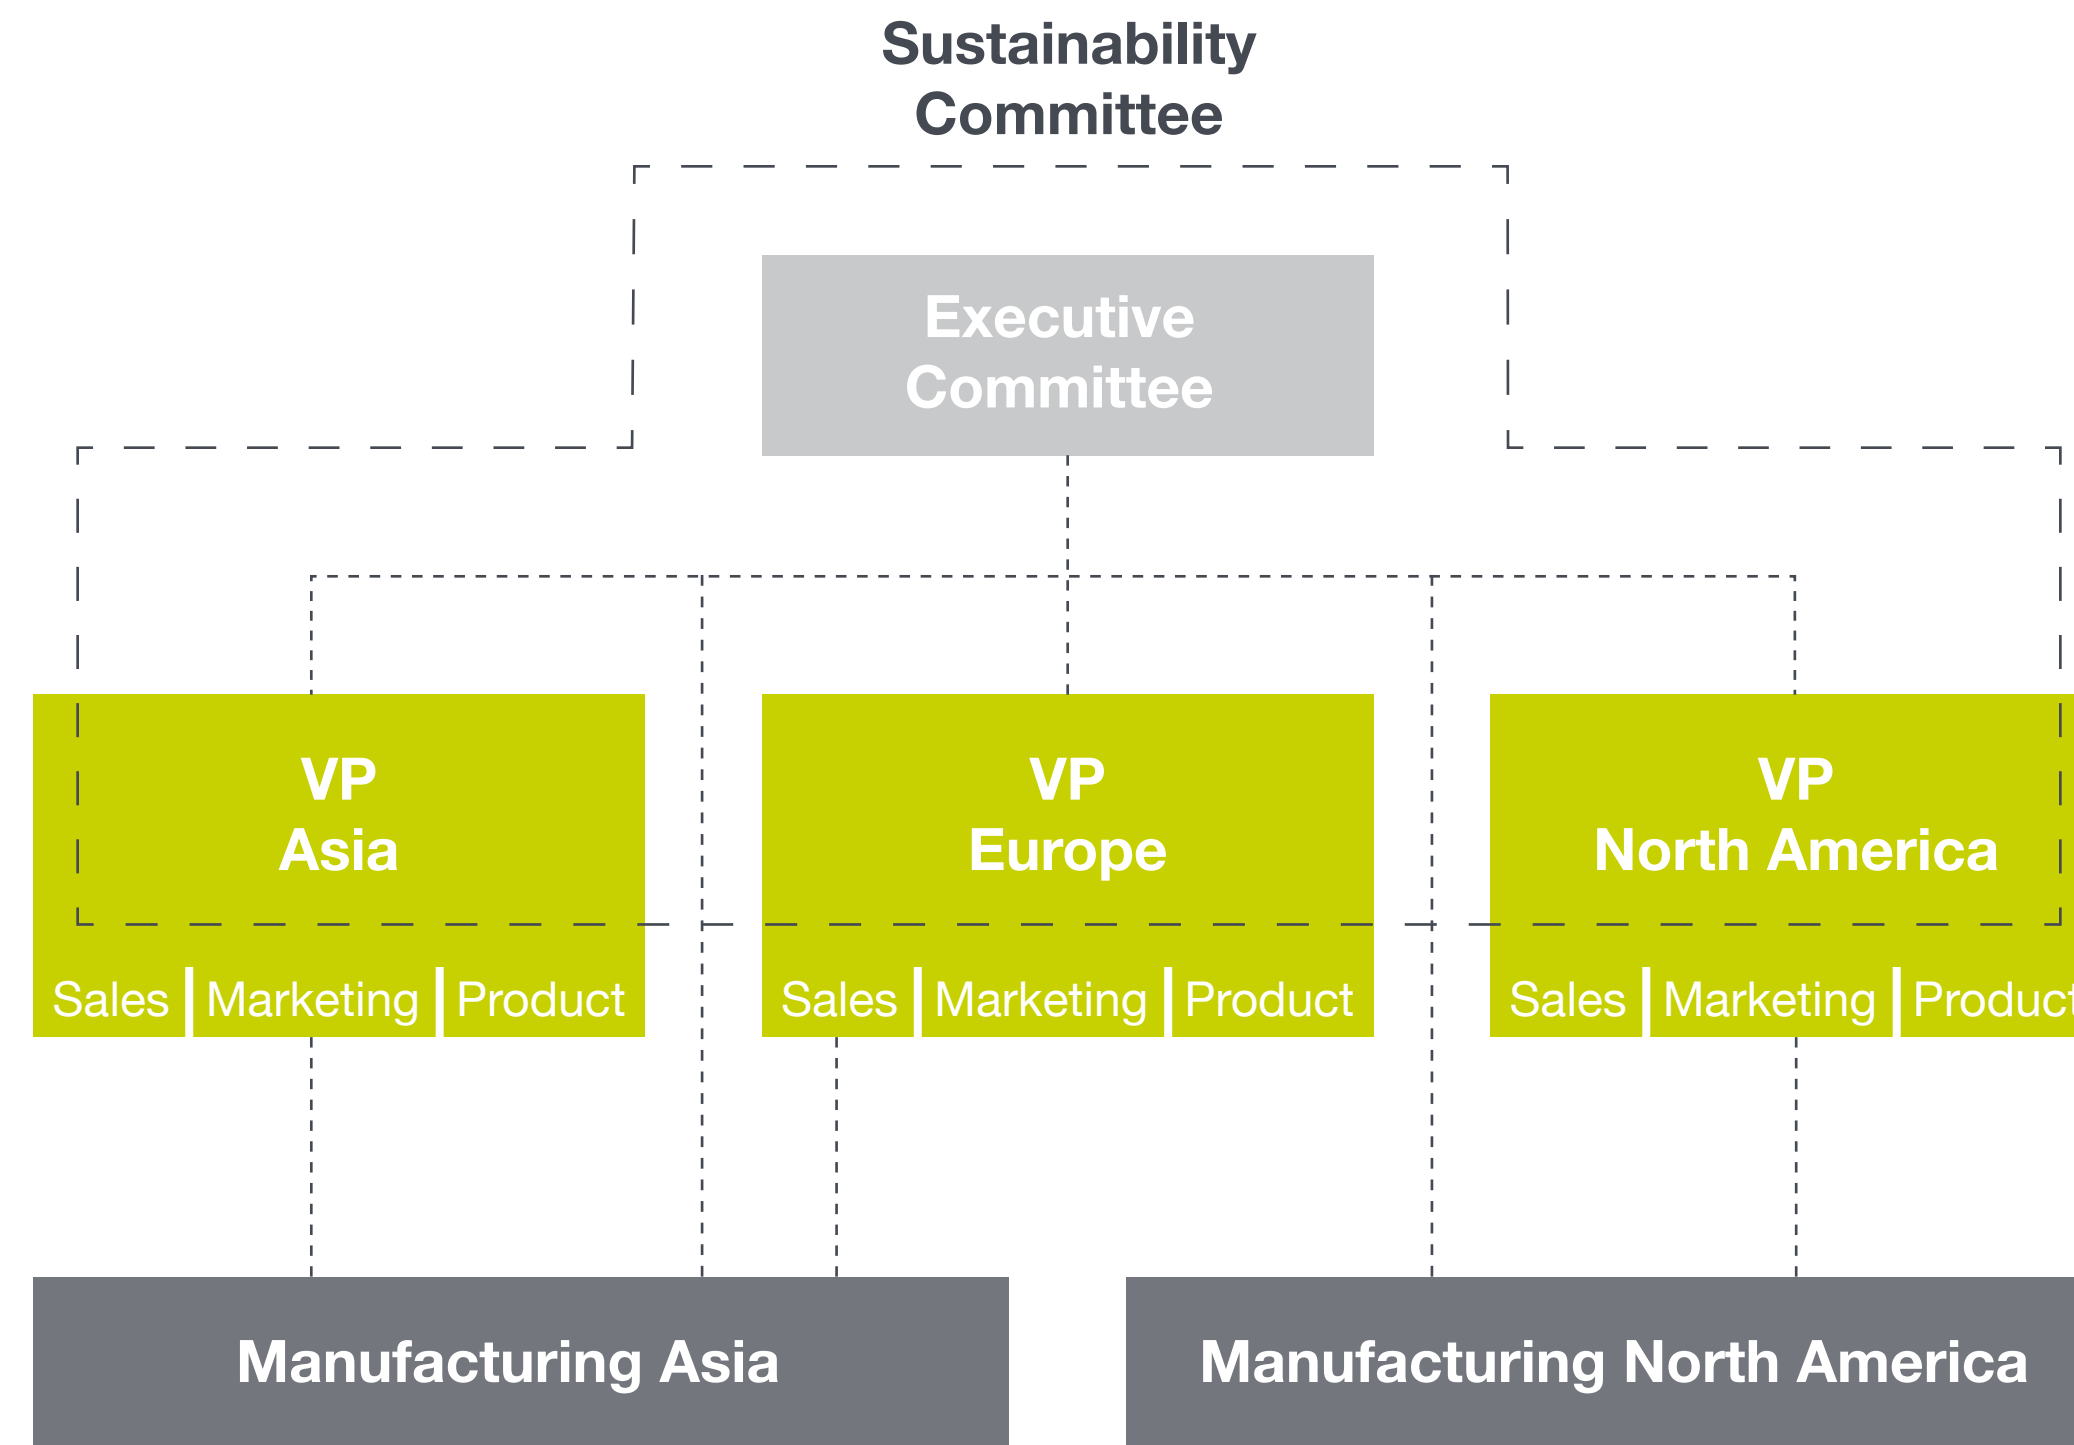 Sustainability
Committee
Executive
Committee
VP
Asia
VP
Europe
VP
North America
Sales Marketing Product
Sales Marketing Product
Sales Marketing Product
Manufacturing Asia
Manufacturing North America